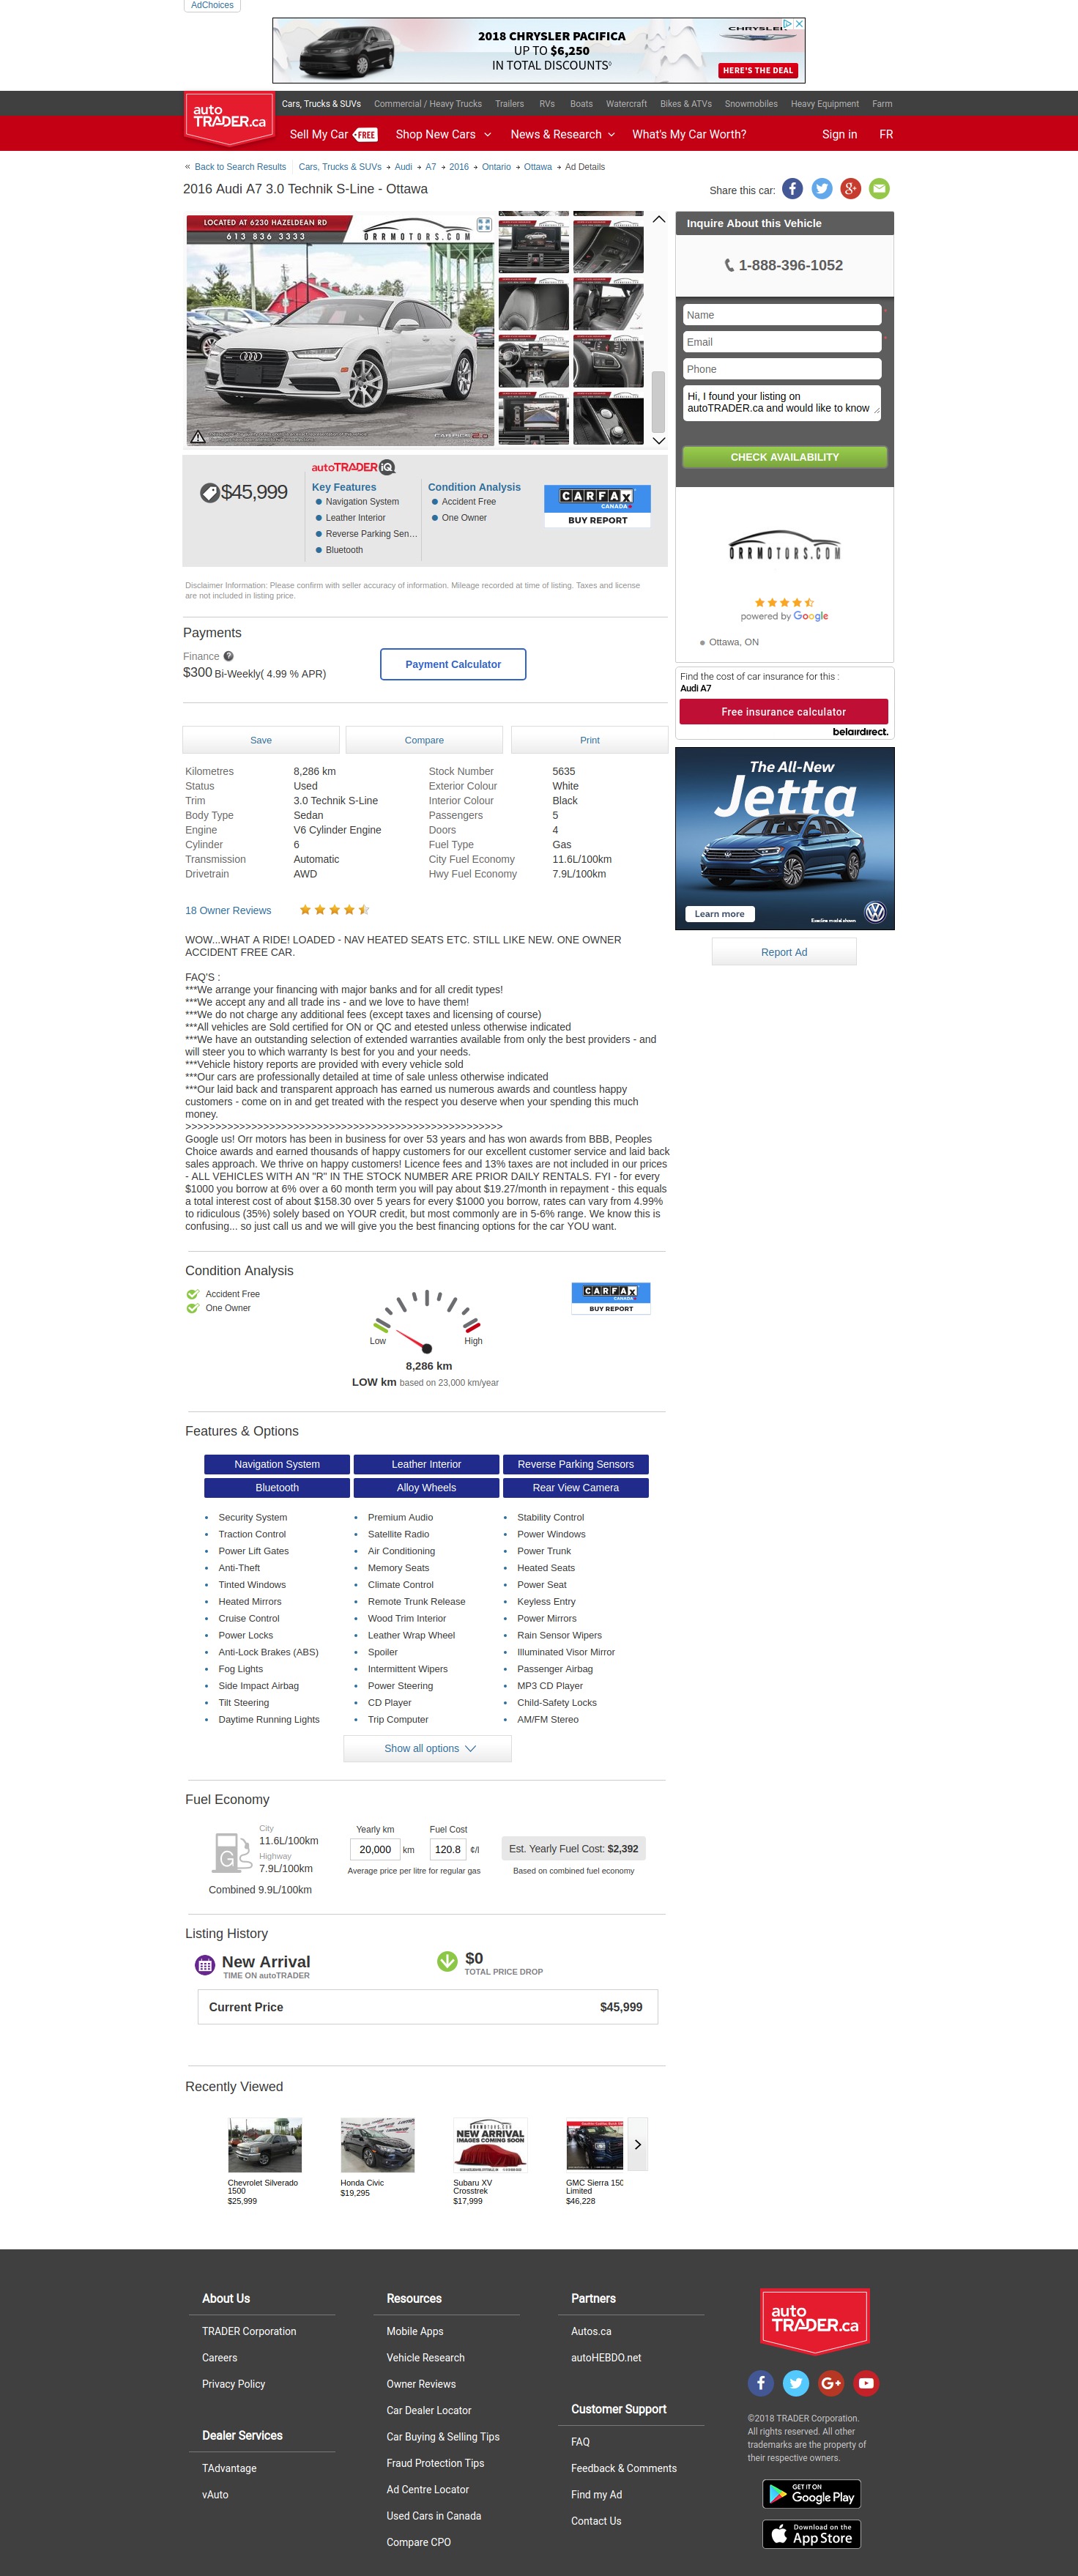 AdChoices
2018 CHRYSLER PACIFICA
UP TO $6,250
IN TOTAL DISCOUNTS◊
CHRYSLER
HERE'S THE DEAL
auto
TRADER.ca
Cars, Trucks & SUVs Commercial / Heavy Trucks Trailers RVs Boats Watercraft Bikes & ATVs Snowmobiles Heavy Equipment Farm
Sell My Car FREE Shop New Cars News & Research What's My Car Worth? Sign in FR
« Back to Search Results Cars, Trucks & SUVs Audi A7 2016 Ontario Ottawa Ad Details
2016 Audi A7 3.0 Technik S-Line - Ottawa
Share this car:
LOCATED AT 6230 HAZELDEAN RD
613 836 3333
ORRMOTORS.COM
Inquire About this Vehicle
1-888-396-1052
Name
Email
Phone
Hi, I found your listing on
autoTRADER.ca and would like to know
CHECK AVAILABILITY
$45,999
autoTRADER iQ
Key Features
Navigation System
Leather Interior
Reverse Parking Sen…
Bluetooth
Condition Analysis
Accident Free
One Owner
CARFAX
CANADA
BUY REPORT
Disclaimer Information: Please confirm with seller accuracy of information. Mileage recorded at time of listing. Taxes and license
are not included in listing price.
ORRMOTORS.COM
powered by Google
Ottawa, ON
Payments
Finance ?
$300 Bi-Weekly( 4.99 % APR)
Payment Calculator
Find the cost of car insurance for this :
Audi A7
Free insurance calculator
belairdirect.
Save Compare Print
Kilometres 8,286 km Stock Number 5635
Status Used Exterior Colour White
Trim 3.0 Technik S-Line Interior Colour Black
Body Type Sedan Passengers 5
Engine V6 Cylinder Engine Doors 4
Cylinder 6 Fuel Type Gas
Transmission Automatic City Fuel Economy 11.6L/100km
Drivetrain AWD Hwy Fuel Economy 7.9L/100km
The All-New
Jetta
Learn more
Execline model shown
Report Ad
18 Owner Reviews
WOW...WHAT A RIDE! LOADED - NAV HEATED SEATS ETC. STILL LIKE NEW. ONE OWNER
ACCIDENT FREE CAR.
FAQ'S :
***We arrange your financing with major banks and for all credit types!
***We accept any and all trade ins - and we love to have them!
***We do not charge any additional fees (except taxes and licensing of course)
***All vehicles are Sold certified for ON or QC and etested unless otherwise indicated
***We have an outstanding selection of extended warranties available from only the best providers - and
will steer you to which warranty Is best for you and your needs.
***Vehicle history reports are provided with every vehicle sold
***Our cars are professionally detailed at time of sale unless otherwise indicated
***Our laid back and transparent approach has earned us numerous awards and countless happy
customers - come on in and get treated with the respect you deserve when your spending this much
money.
>>>>>>>>>>>>>>>>>>>>>>>>>>>>>>>>>>>>>>>>>>>>>>>>>>>>>
Google us! Orr motors has been in business for over 53 years and has won awards from BBB, Peoples
Choice awards and earned thousands of happy customers for our excellent customer service and laid back
sales approach. We thrive on happy customers! Licence fees and 13% taxes are not included in our prices
- ALL VEHICLES WITH AN "R" IN THE STOCK NUMBER ARE PRIOR DAILY RENTALS. FYI - for every
$1000 you borrow at 6% over a 60 month term you will pay about $19.27/month in repayment - this equals
a total interest cost of about $158.30 over 5 years for every $1000 you borrow, rates can vary from 4.99%
to ridiculous (35%) solely based on YOUR credit, but most commonly are in 5-6% range. We know this is
confusing... so just call us and we will give you the best financing options for the car YOU want.
Condition Analysis
Accident Free
One Owner
Low High
8,286 km
LOW km based on 23,000 km/year
CARFAX
CANADA
BUY REPORT
Features & Options
Navigation System Leather Interior Reverse Parking Sensors
Bluetooth Alloy Wheels Rear View Camera
Security System Premium Audio Stability Control
Traction Control Satellite Radio Power Windows
Power Lift Gates Air Conditioning Power Trunk
Anti-Theft Memory Seats Heated Seats
Tinted Windows Climate Control Power Seat
Heated Mirrors Remote Trunk Release Keyless Entry
Cruise Control Wood Trim Interior Power Mirrors
Power Locks Leather Wrap Wheel Rain Sensor Wipers
Anti-Lock Brakes (ABS) Spoiler Illuminated Visor Mirror
Fog Lights Intermittent Wipers Passenger Airbag
Side Impact Airbag Power Steering MP3 CD Player
Tilt Steering CD Player Child-Safety Locks
Daytime Running Lights Trip Computer AM/FM Stereo
Show all options
Fuel Economy
City
11.6L/100km
Highway
7.9L/100km
Combined 9.9L/100km
G
Yearly km Fuel Cost
20,000 km 120.8 ¢/l
Average price per litre for regular gas
Est. Yearly Fuel Cost: $2,392
Based on combined fuel economy
Listing History
New Arrival
TIME ON autoTRADER
$0
TOTAL PRICE DROP
Current Price $45,999
Recently Viewed
ORRMOTORS.COM
NEW ARRIVAL
IMAGES COMING SOON
Chevrolet Silverado
1500
$25,999
Honda Civic
$19,295
Subaru XV
Crosstrek
$17,999
GMC Sierra 150
Limited
$46,228
About Us
TRADER Corporation
Careers
Privacy Policy
Dealer Services
TAdvantage
vAuto
Resources
Mobile Apps
Vehicle Research
Owner Reviews
Car Dealer Locator
Car Buying & Selling Tips
Fraud Protection Tips
Ad Centre Locator
Used Cars in Canada
Compare CPO
Partners
Autos.ca
autoHEBDO.net
Customer Support
FAQ
Feedback & Comments
Find my Ad
Contact Us
auto
TRADER.ca
©2018 TRADER Corporation.
All rights reserved. All other
trademarks are the property of
their respective owners.
GET IT ON
Google Play
Download on the
App Store